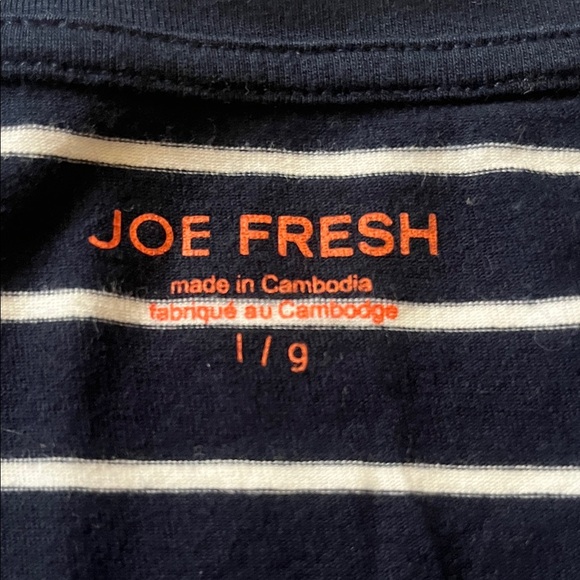 JOE FRESH
made in Cambodia
fabriqué au Cambodge
l / g